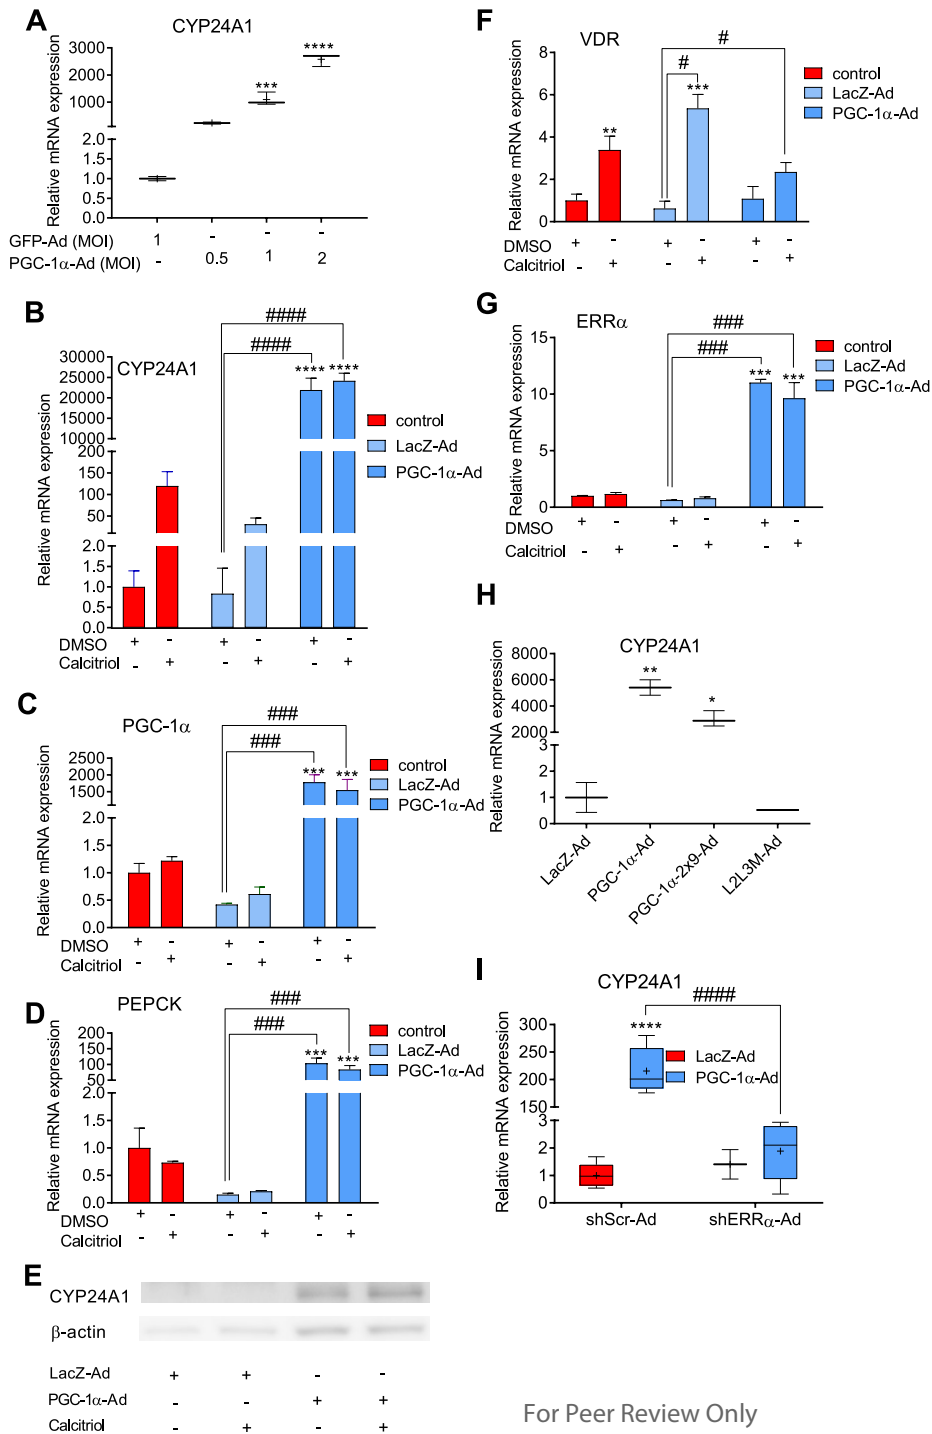 A
CYP24A1
Relative mRNA expression
3000
2000
1000
2.0
1.5
1.0
0.5
0.0
***
****
GFP-Ad (MOI) 1 - - -
PGC-1α-Ad (MOI) - 0.5 1 2
B
CYP24A1
Relative mRNA expression
30000
25000
20000
15000
10000
200
150
100
50
2.0
1.5
1.0
0.5
0.0
####
####
**** ****
control
LacZ-Ad
PGC-1α-Ad
DMSO + - + - + -
Calcitriol - + - + - +
C
PGC-1α
Relative mRNA expression
2500
2000
1500
1000
2.0
1.5
1.0
0.5
0.0
###
###
*** ***
control
LacZ-Ad
PGC-1α-Ad
DMSO + - + - + -
Calcitriol - + - + - +
D
PEPCK
Relative mRNA expression
200
150
100
50
2.0
1.5
1.0
0.5
0.0
###
###
*** ***
control
LacZ-Ad
PGC-1α-Ad
DMSO + - + - + -
Calcitriol - + - + - +
E
CYP24A1
β-actin
LacZ-Ad + + - -
PGC-1α-Ad - - + +
Calcitriol - + - +
F
VDR
Relative mRNA expression
8
6
4
2
0
#
#
** ***
control
LacZ-Ad
PGC-1α-Ad
DMSO + - + - + -
Calcitriol - + - + - +
G
ERRα
Relative mRNA expression
15
10
5
0
###
###
*** ***
control
LacZ-Ad
PGC-1α-Ad
DMSO + - + - + -
Calcitriol - + - + - +
H
CYP24A1
Relative mRNA expression
8000
6000
4000
2000
3
2
1
0
**
*
LacZ-Ad
PGC-1α-Ad
PGC-1α-2x9-Ad
L2L3M-Ad
I
CYP24A1
Relative mRNA expression
300
250
200
150
100
3
2
1
0
####
****
LacZ-Ad
PGC-1α-Ad
shScr-Ad shERRα-Ad
For Peer Review Only